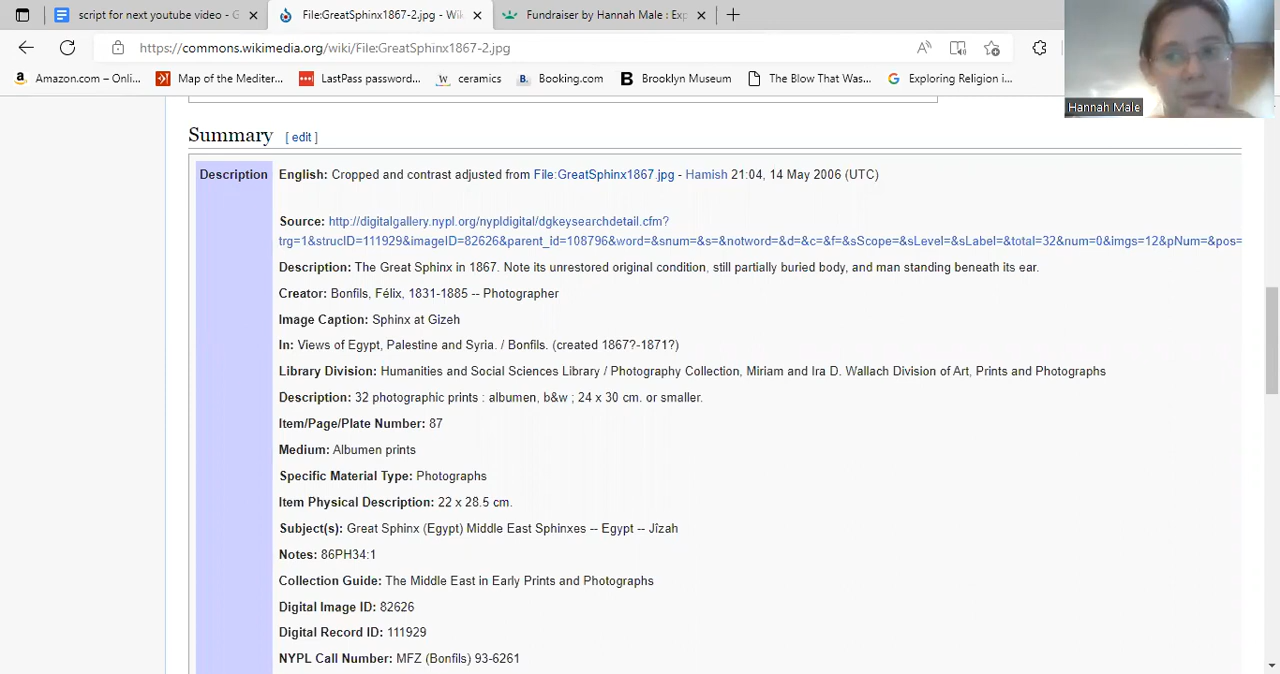 script for next youtube video - G
File:GreatSphinx1867-2.jpg - Wiki
Fundraiser by Hannah Male : Exp
https://commons.wikimedia.org/wiki/File:GreatSphinx1867-2.jpg
Amazon.com – Onli...
Map of the Mediter...
LastPass password...
ceramics
Booking.com
Brooklyn Museum
The Blow That Was...
Exploring Religion i...
Hannah Male
Summary [ edit ]
Description
English: Cropped and contrast adjusted from File:GreatSphinx1867.jpg - Hamish 21:04, 14 May 2006 (UTC)
Source: http://digitalgallery.nypl.org/nypldigital/dgkeysearchdetail.cfm?
trg=1&strucID=111929&imageID=82626&parent_id=108796&word=&snum=&s=&notword=&d=&c=&f=&sScope=&sLevel=&sLabel=&total=32&num=0&imgs=12&pNum=&pos=
Description: The Great Sphinx in 1867. Note its unrestored original condition, still partially buried body, and man standing beneath its ear.
Creator: Bonfils, Félix, 1831-1885 -- Photographer
Image Caption: Sphinx at Gizeh
In: Views of Egypt, Palestine and Syria. / Bonfils. (created 1867?-1871?)
Library Division: Humanities and Social Sciences Library / Photography Collection, Miriam and Ira D. Wallach Division of Art, Prints and Photographs
Description: 32 photographic prints : albumen, b&w ; 24 x 30 cm. or smaller.
Item/Page/Plate Number: 87
Medium: Albumen prints
Specific Material Type: Photographs
Item Physical Description: 22 x 28.5 cm.
Subject(s): Great Sphinx (Egypt) Middle East Sphinxes -- Egypt -- Jīzah
Notes: 86PH34:1
Collection Guide: The Middle East in Early Prints and Photographs
Digital Image ID: 82626
Digital Record ID: 111929
NYPL Call Number: MFZ (Bonfils) 93-6261